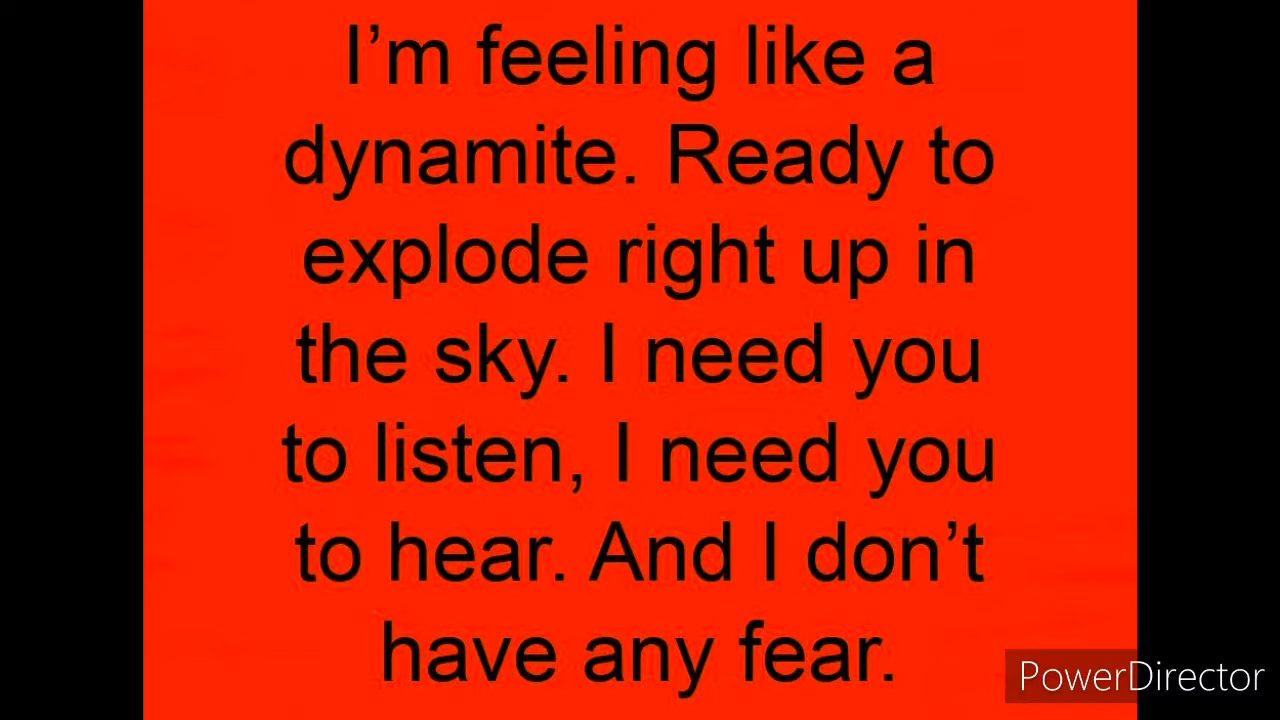 I’m feeling like a
dynamite. Ready to
explode right up in
the sky. I need you
to listen, I need you
to hear. And I don’t
have any fear.
PowerDirector